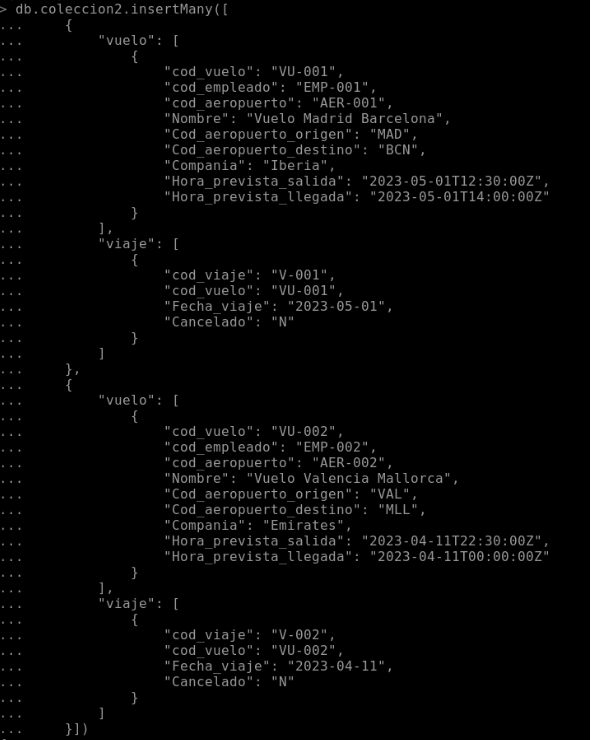 > db.coleccion2.insertMany([
...     {
...         "vuelo": [
...             {
...                 "cod_vuelo": "VU-001",
...                 "cod_empleado": "EMP-001",
...                 "cod_aeropuerto": "AER-001",
...                 "Nombre": "Vuelo Madrid Barcelona",
...                 "Cod_aeropuerto_origen": "MAD",
...                 "Cod_aeropuerto_destino": "BCN",
...                 "Compania": "Iberia",
...                 "Hora_prevista_salida": "2023-05-01T12:30:00Z",
...                 "Hora_prevista_llegada": "2023-05-01T14:00:00Z"
...             }
...         ],
...         "viaje": [
...             {
...                 "cod_viaje": "V-001",
...                 "cod_vuelo": "VU-001",
...                 "Fecha_viaje": "2023-05-01",
...                 "Cancelado": "N"
...             }
...         ]
...     },
...     {
...         "vuelo": [
...             {
...                 "cod_vuelo": "VU-002",
...                 "cod_empleado": "EMP-002",
...                 "cod_aeropuerto": "AER-002",
...                 "Nombre": "Vuelo Valencia Mallorca",
...                 "Cod_aeropuerto_origen": "VAL",
...                 "Cod_aeropuerto_destino": "MLL",
...                 "Compania": "Emirates",
...                 "Hora_prevista_salida": "2023-04-11T22:30:00Z",
...                 "Hora_prevista_llegada": "2023-04-11T00:00:00Z"
...             }
...         ],
...         "viaje": [
...             {
...                 "cod_viaje": "V-002",
...                 "cod_vuelo": "VU-002",
...                 "Fecha_viaje": "2023-04-11",
...                 "Cancelado": "N"
...             }
...         ]
...     }])